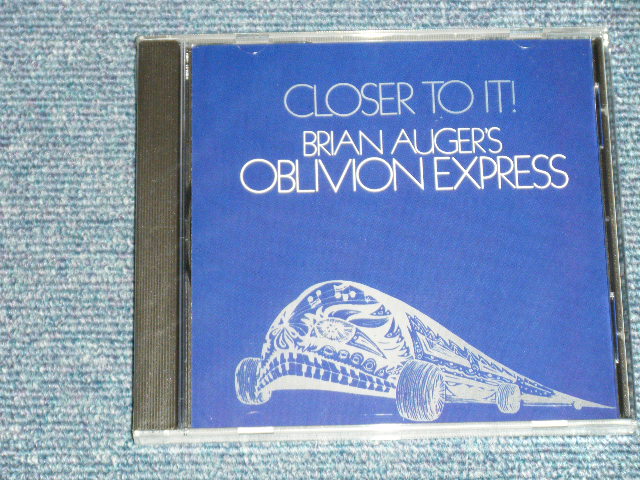 CLOSER TO IT!
BRIAN AUGER'S
OBLIVION EXPRESS